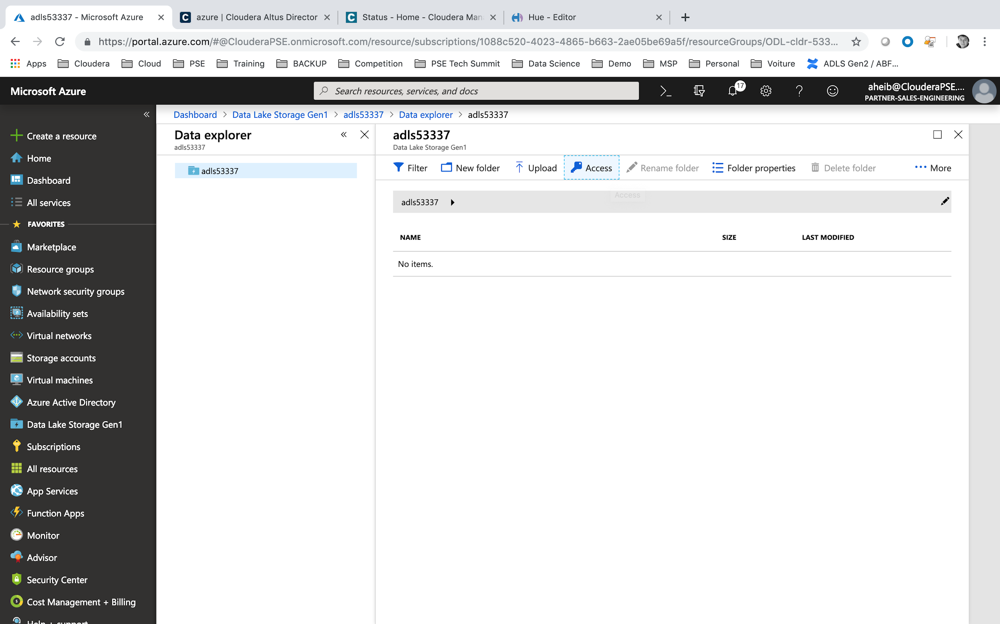 adls53337 - Microsoft Azure
azure | Cloudera Altus Director
Status - Home - Cloudera Man
Hue - Editor
https://portal.azure.com/#@ClouderaPSE.onmicrosoft.com/resource/subscriptions/1088c520-4023-4865-b663-2ae05be69a5f/resourceGroups/ODL-cldr-533...
Apps
Cloudera
Cloud
PSE
Training
BACKUP
Competition
PSE Tech Summit
Data Science
Demo
MSP
Personal
Voiture
ADLS Gen2 / ABF...
Microsoft Azure
Search resources, services, and docs
17
aheib@ClouderaPSE....
PARTNER-SALES-ENGINEERING
Dashboard > Data Lake Storage Gen1 > adls53337 > Data explorer > adls53337
Create a resource
Home
Dashboard
All services
FAVORITES
Marketplace
Resource groups
Network security groups
Availability sets
Virtual networks
Storage accounts
Virtual machines
Azure Active Directory
Data Lake Storage Gen1
Subscriptions
All resources
App Services
Function Apps
Monitor
Advisor
Security Center
Cost Management + Billing
Help + support
Data explorer
adls53337
adls53337
adls53337
Data Lake Storage Gen1
Filter
New folder
Upload
Access
Rename folder
Folder properties
Delete folder
More
Access
adls53337
NAME
SIZE
LAST MODIFIED
No items.